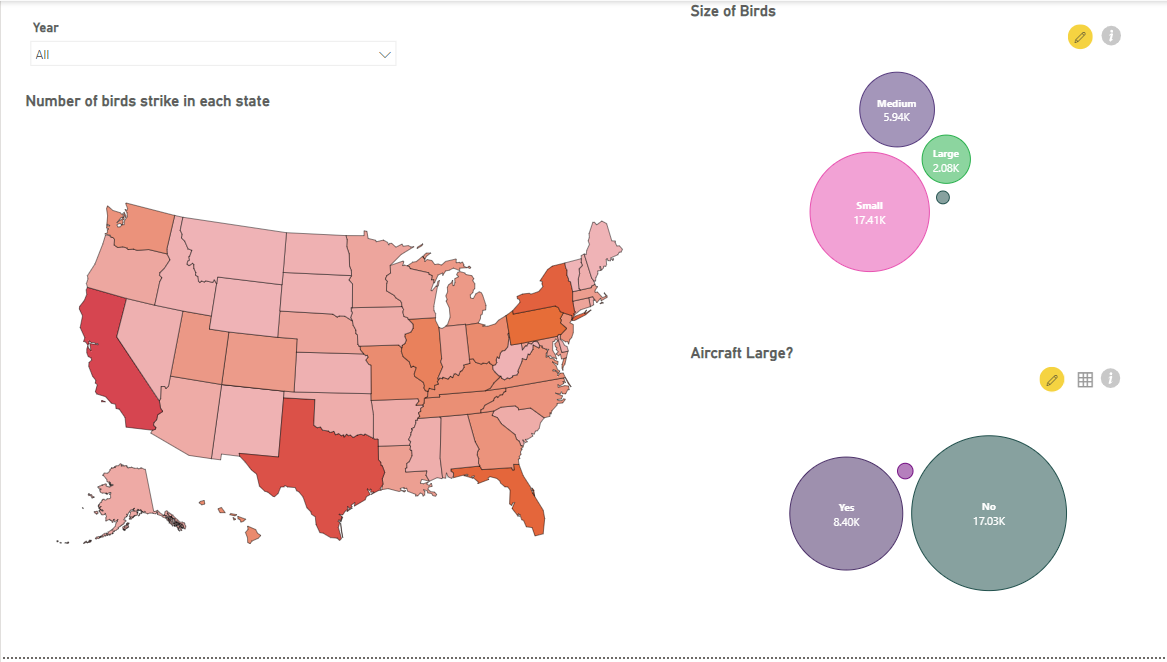 Size of Birds
Year
All
Number of birds strike in each state
Medium
5.94K
Large
2.08K
Small
17.41K
Aircraft Large?
Yes
8.40K
No
17.03K